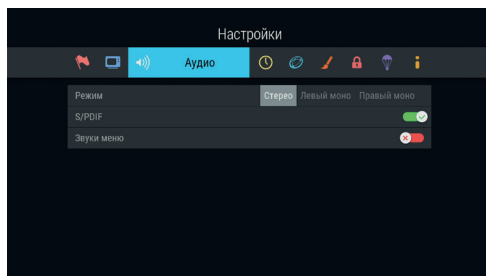 Настройки
Аудио
Режим Стерео Левый моно Правый моно
S/PDIF
Звуки меню